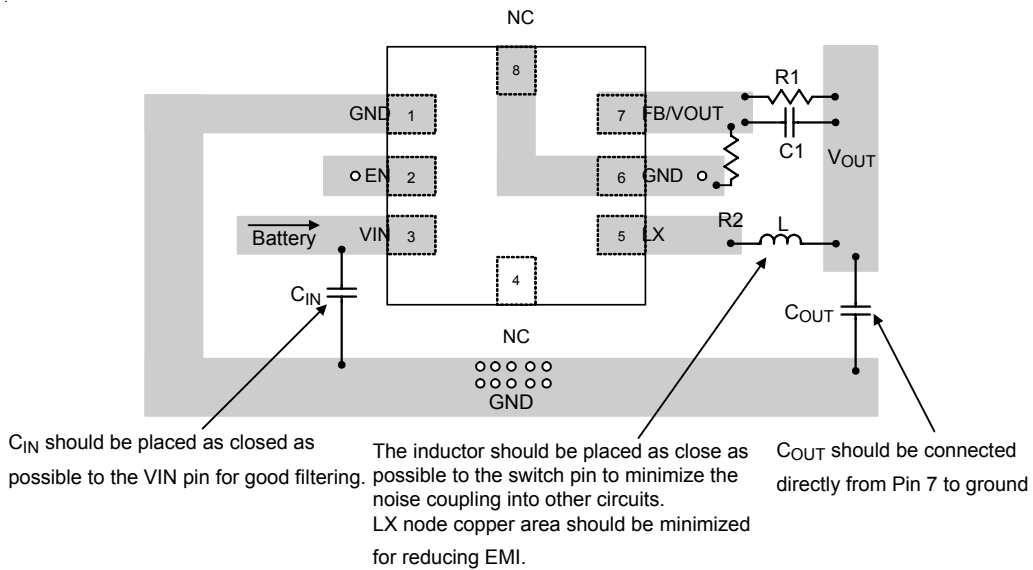 NC
8
R1
GND 1
7 FB/VOUT
C1
VOUT
EN 2
6 GND
R2
L
Battery
VIN 3
5 LX
4
CIN
COUT
NC
GND
CIN should be placed as closed as
possible to the VIN pin for good filtering.
The inductor should be placed as close as
possible to the switch pin to minimize the
noise coupling into other circuits.
LX node copper area should be minimized
for reducing EMI.
COUT should be connected
directly from Pin 7 to ground